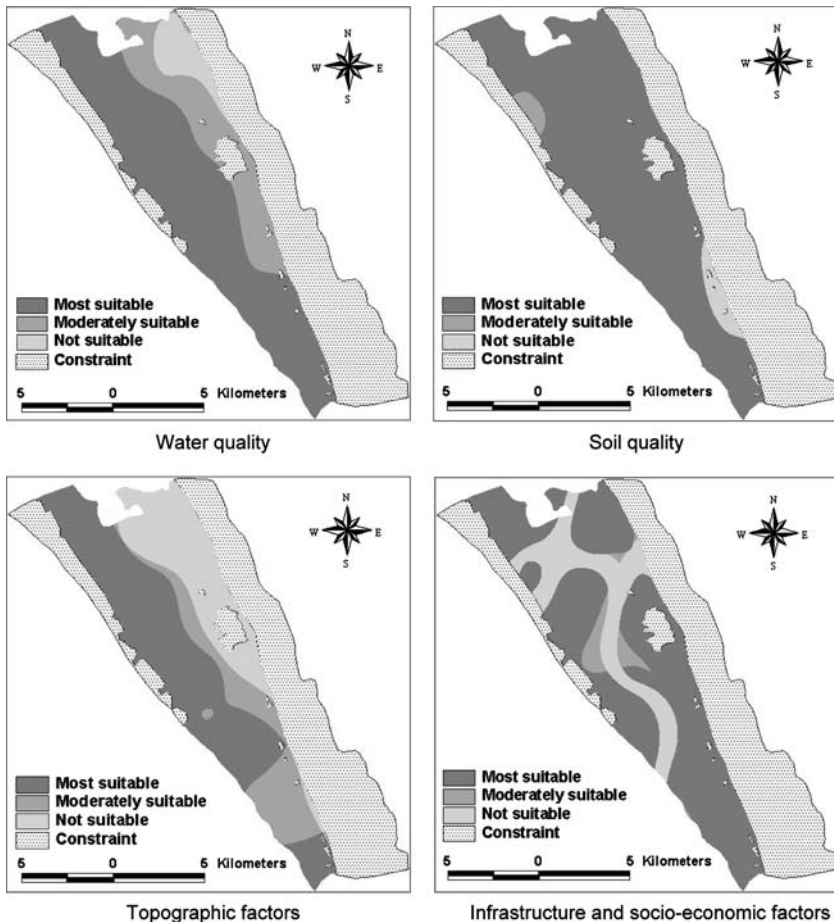 N
W E
S
Most suitable
Moderately suitable
Not suitable
Constraint
5 0 5 Kilometers
Water quality
N
W E
S
Most suitable
Moderately suitable
Not suitable
Constraint
5 0 5 Kilometers
Soil quality
N
W E
S
Most suitable
Moderately suitable
Not suitable
Constraint
5 0 5 Kilometers
Topographic factors
N
W E
S
Most suitable
Moderately suitable
Not suitable
Constraint
5 0 5 Kilometers
Infrastructure and socio-economic factors